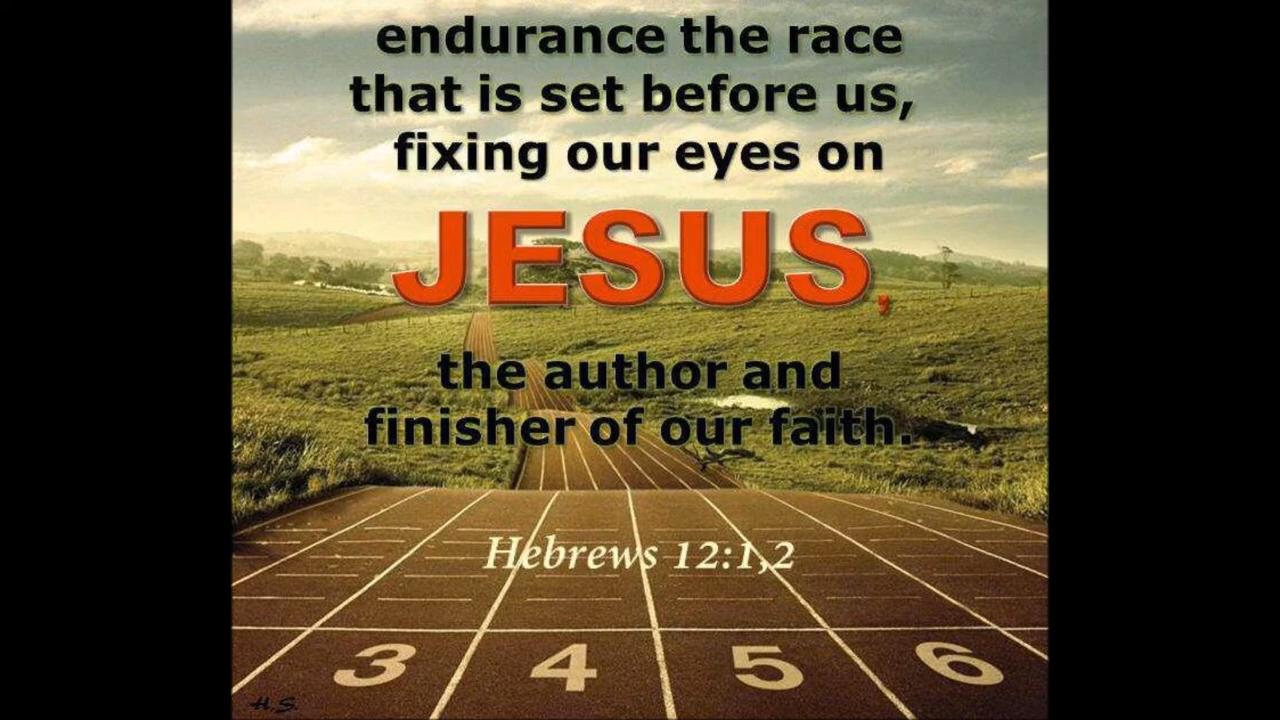 endurance the race
that is set before us,
fixing our eyes on
JESUS,
the author and
finisher of our faith.
Hebrews 12:1,2
3 4 5 6
H.S.